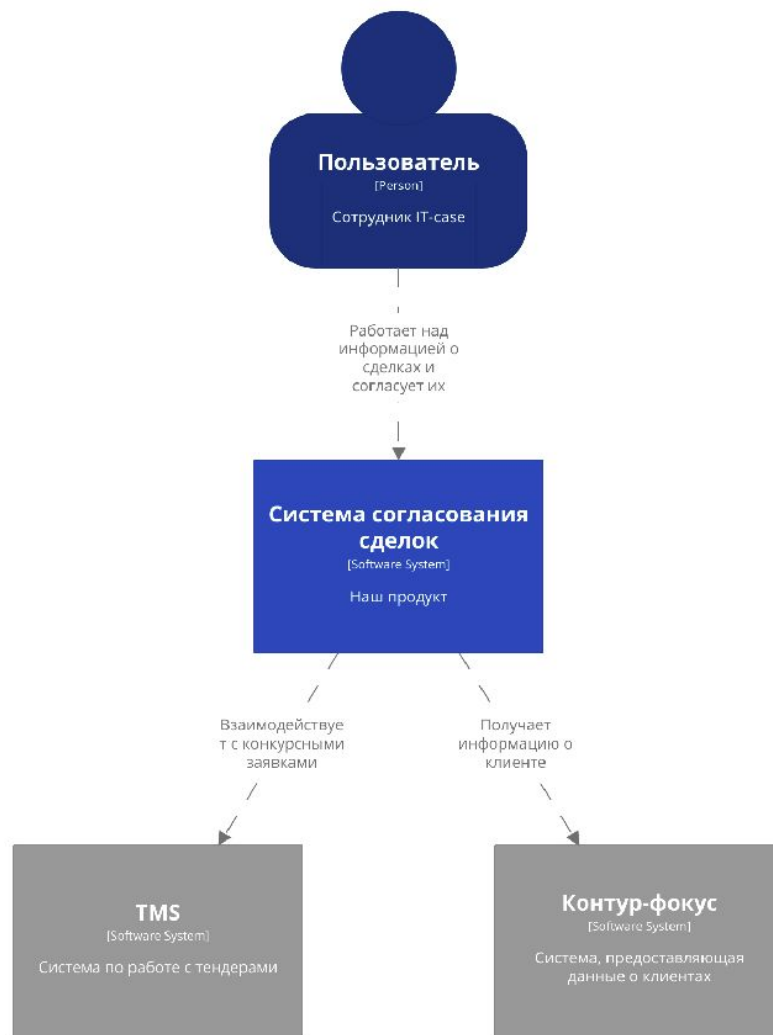 Пользователь
[Person]
Сотрудник IT-case
Работает над
информацией о
сделках и
согласует их
Система согласования
сделок
[Software System]
Наш продукт
Взаимодействуе
т с конкурсными
заявками
Получает
информацию о
клиенте
TMS
[Software System]
Система по работе с тендерами
Контур-фокус
[Software System]
Система, предоставляющая
данные о клиентах